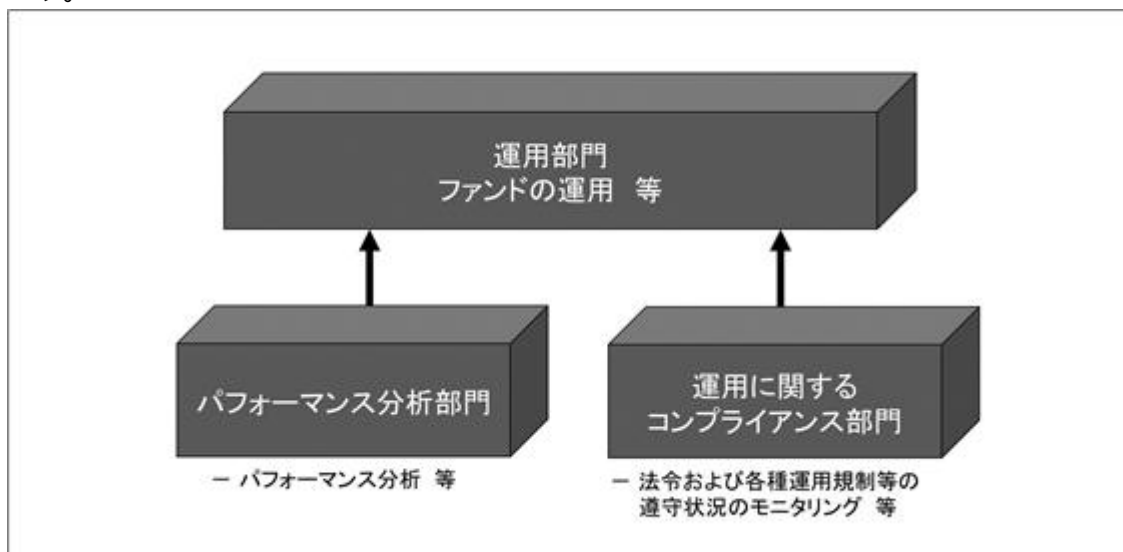 運用部門
ファンドの運用 等
パフォーマンス分析部門
運用に関する
コンプライアンス部門
－ パフォーマンス分析 等
－ 法令および各種運用規制等の
遵守状況のモニタリング 等